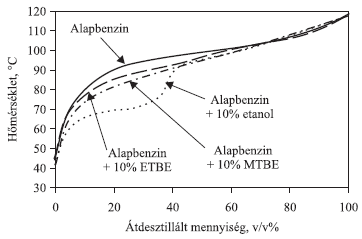 Hőmérséklet, °C
120
110
100
90
80
70
60
50
40
30
Alapbenzin
Alapbenzin
+ 10% etanol
Alapbenzin
+ 10% ETBE
Alapbenzin
+ 10% MTBE
0
20
40
60
80
100
Átdesztillált mennyiség, v/v%